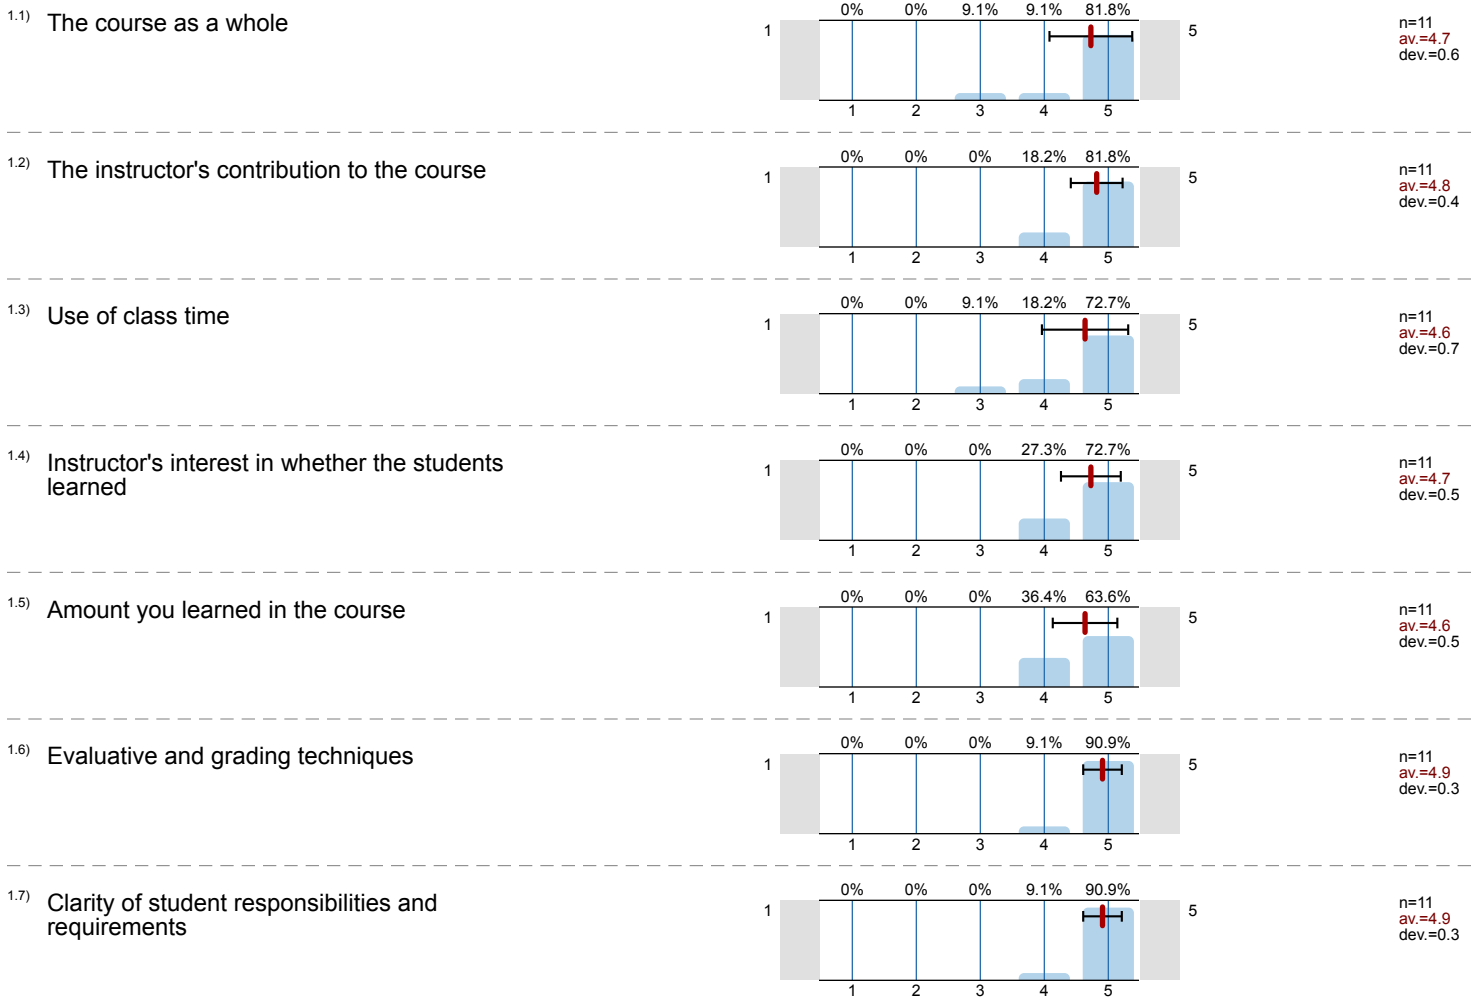 1.1) The course as a whole
0% 0% 9.1% 9.1% 81.8%
1 5
n=11
av.=4.7
dev.=0.6
1 2 3 4 5
1.2) The instructor's contribution to the course
0% 0% 0% 18.2% 81.8%
1 5
n=11
av.=4.8
dev.=0.4
1 2 3 4 5
1.3) Use of class time
0% 0% 9.1% 18.2% 72.7%
1 5
n=11
av.=4.6
dev.=0.7
1 2 3 4 5
1.4) Instructor's interest in whether the students
learned
0% 0% 0% 27.3% 72.7%
1 5
n=11
av.=4.7
dev.=0.5
1 2 3 4 5
1.5) Amount you learned in the course
0% 0% 0% 36.4% 63.6%
1 5
n=11
av.=4.6
dev.=0.5
1 2 3 4 5
1.6) Evaluative and grading techniques
0% 0% 0% 9.1% 90.9%
1 5
n=11
av.=4.9
dev.=0.3
1 2 3 4 5
1.7) Clarity of student responsibilities and
requirements
0% 0% 0% 9.1% 90.9%
1 5
n=11
av.=4.9
dev.=0.3
1 2 3 4 5